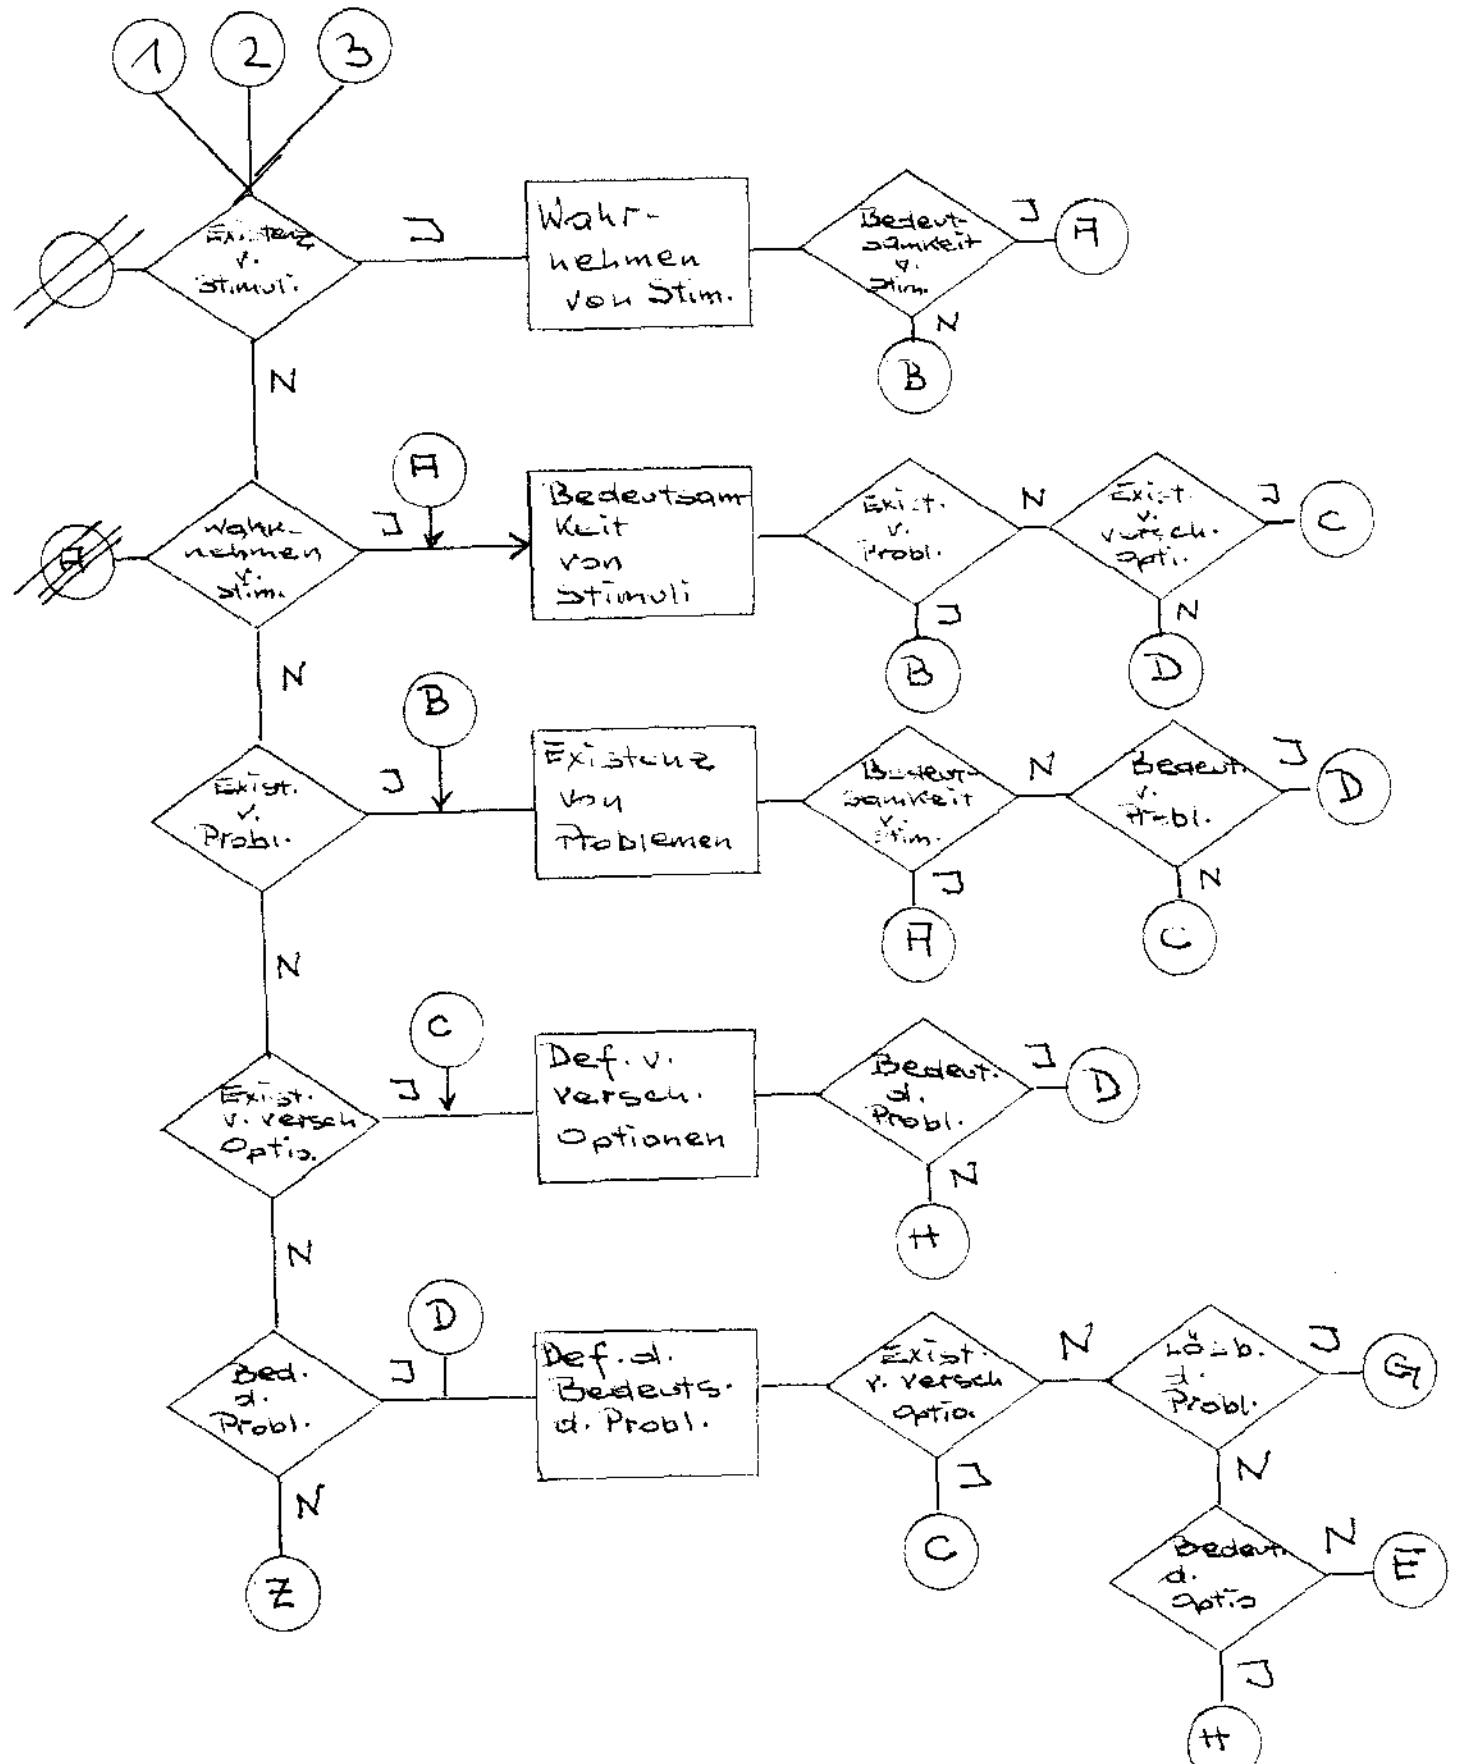 1 2 3
Existenz
v.
Stimuli.
J
N
Wahr-
nehmen
von Stim.
Bedeut-
samkeit
v.
Stim.
J
A
N
B
A
Wahr-
nehmen
v.
Stim.
J
A
N
Bedeutsam
keit
von
Stimuli
Exist.
v.
Probl.
N
J
B
Exist.
v.
versch.
Opti.
J
C
N
D
Exist.
v.
Probl.
J
B
N
Existenz
von
Problemen
Bedeut-
samkeit
v.
Stim.
N
J
A
Bedeut.
v.
Probl.
J
D
N
C
Exist.
v. versch
Optio.
J
C
N
Def. v.
versch.
Optionen
Bedeut.
d.
Probl.
J
D
N
H
Bed.
d.
Probl.
J
D
N
Z
Def. d.
Bedeuts.
d. Probl.
Exist.
v. versch
Optio.
N
J
C
Lösb.
d.
Probl.
J
G
N
Bedeut.
d.
Optio
N
E
J
H